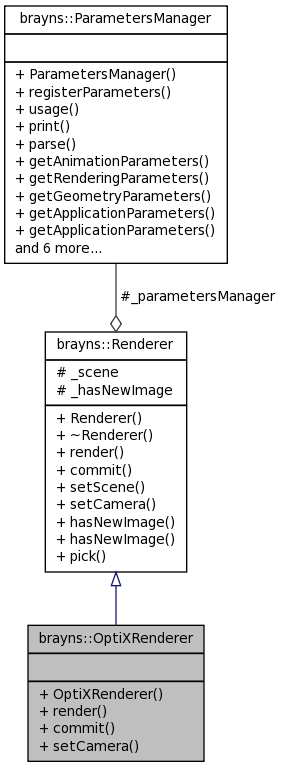 brayns::ParametersManager
+ ParametersManager()
+ registerParameters()
+ usage()
+ print()
+ parse()
+ getAnimationParameters()
+ getRenderingParameters()
+ getGeometryParameters()
+ getApplicationParameters()
+ getApplicationParameters()
and 6 more...
#_parametersManager
brayns::Renderer
# _scene
# _hasNewImage
+ Renderer()
+ ~Renderer()
+ render()
+ commit()
+ setScene()
+ setCamera()
+ hasNewImage()
+ hasNewImage()
+ pick()
brayns::OptiXRenderer
+ OptiXRenderer()
+ render()
+ commit()
+ setCamera()